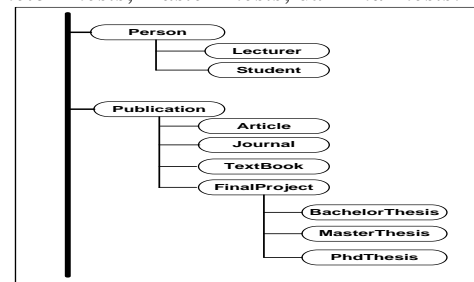 Person
Lecturer
Student
Publication
Article
Journal
TextBook
FinalProject
BachelorThesis
MasterThesis
PhdThesis